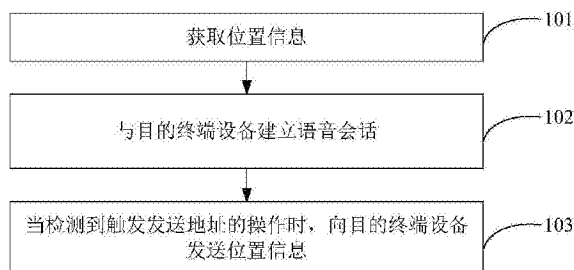 获取位置信息
101
与目的终端设备建立语音会话
102
当检测到触发发送地址的操作时，向目的终端设备
发送位置信息
103